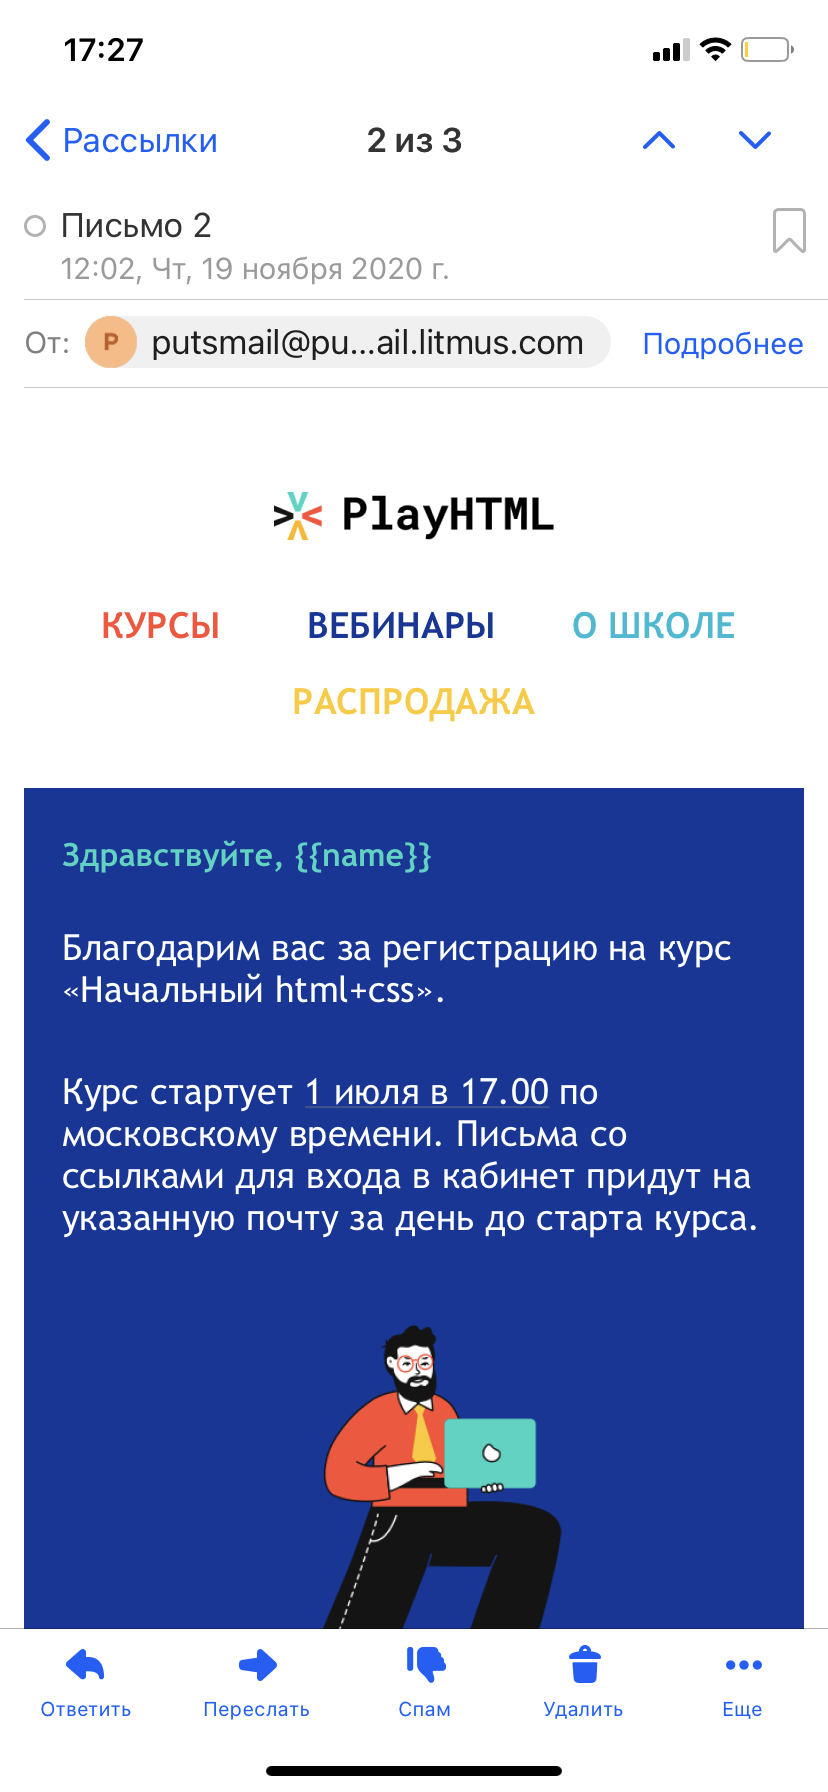 17:27
Рассылки
2 из 3
Письмо 2
12:02, Чт, 19 ноября 2020 г.
От: P putsmail@pu...ail.litmus.com Подробнее
PlayHTML
КУРСЫ ВЕБИНАРЫ О ШКОЛЕ
РАСПРОДАЖА
Здравствуйте, {{name}}
Благодарим вас за регистрацию на курс
«Начальный html+css».
Курс стартует 1 июля в 17.00 по
московскому времени. Письма со
ссылками для входа в кабинет придут на
указанную почту за день до старта курса.
Ответить Переслать Спам Удалить Еще